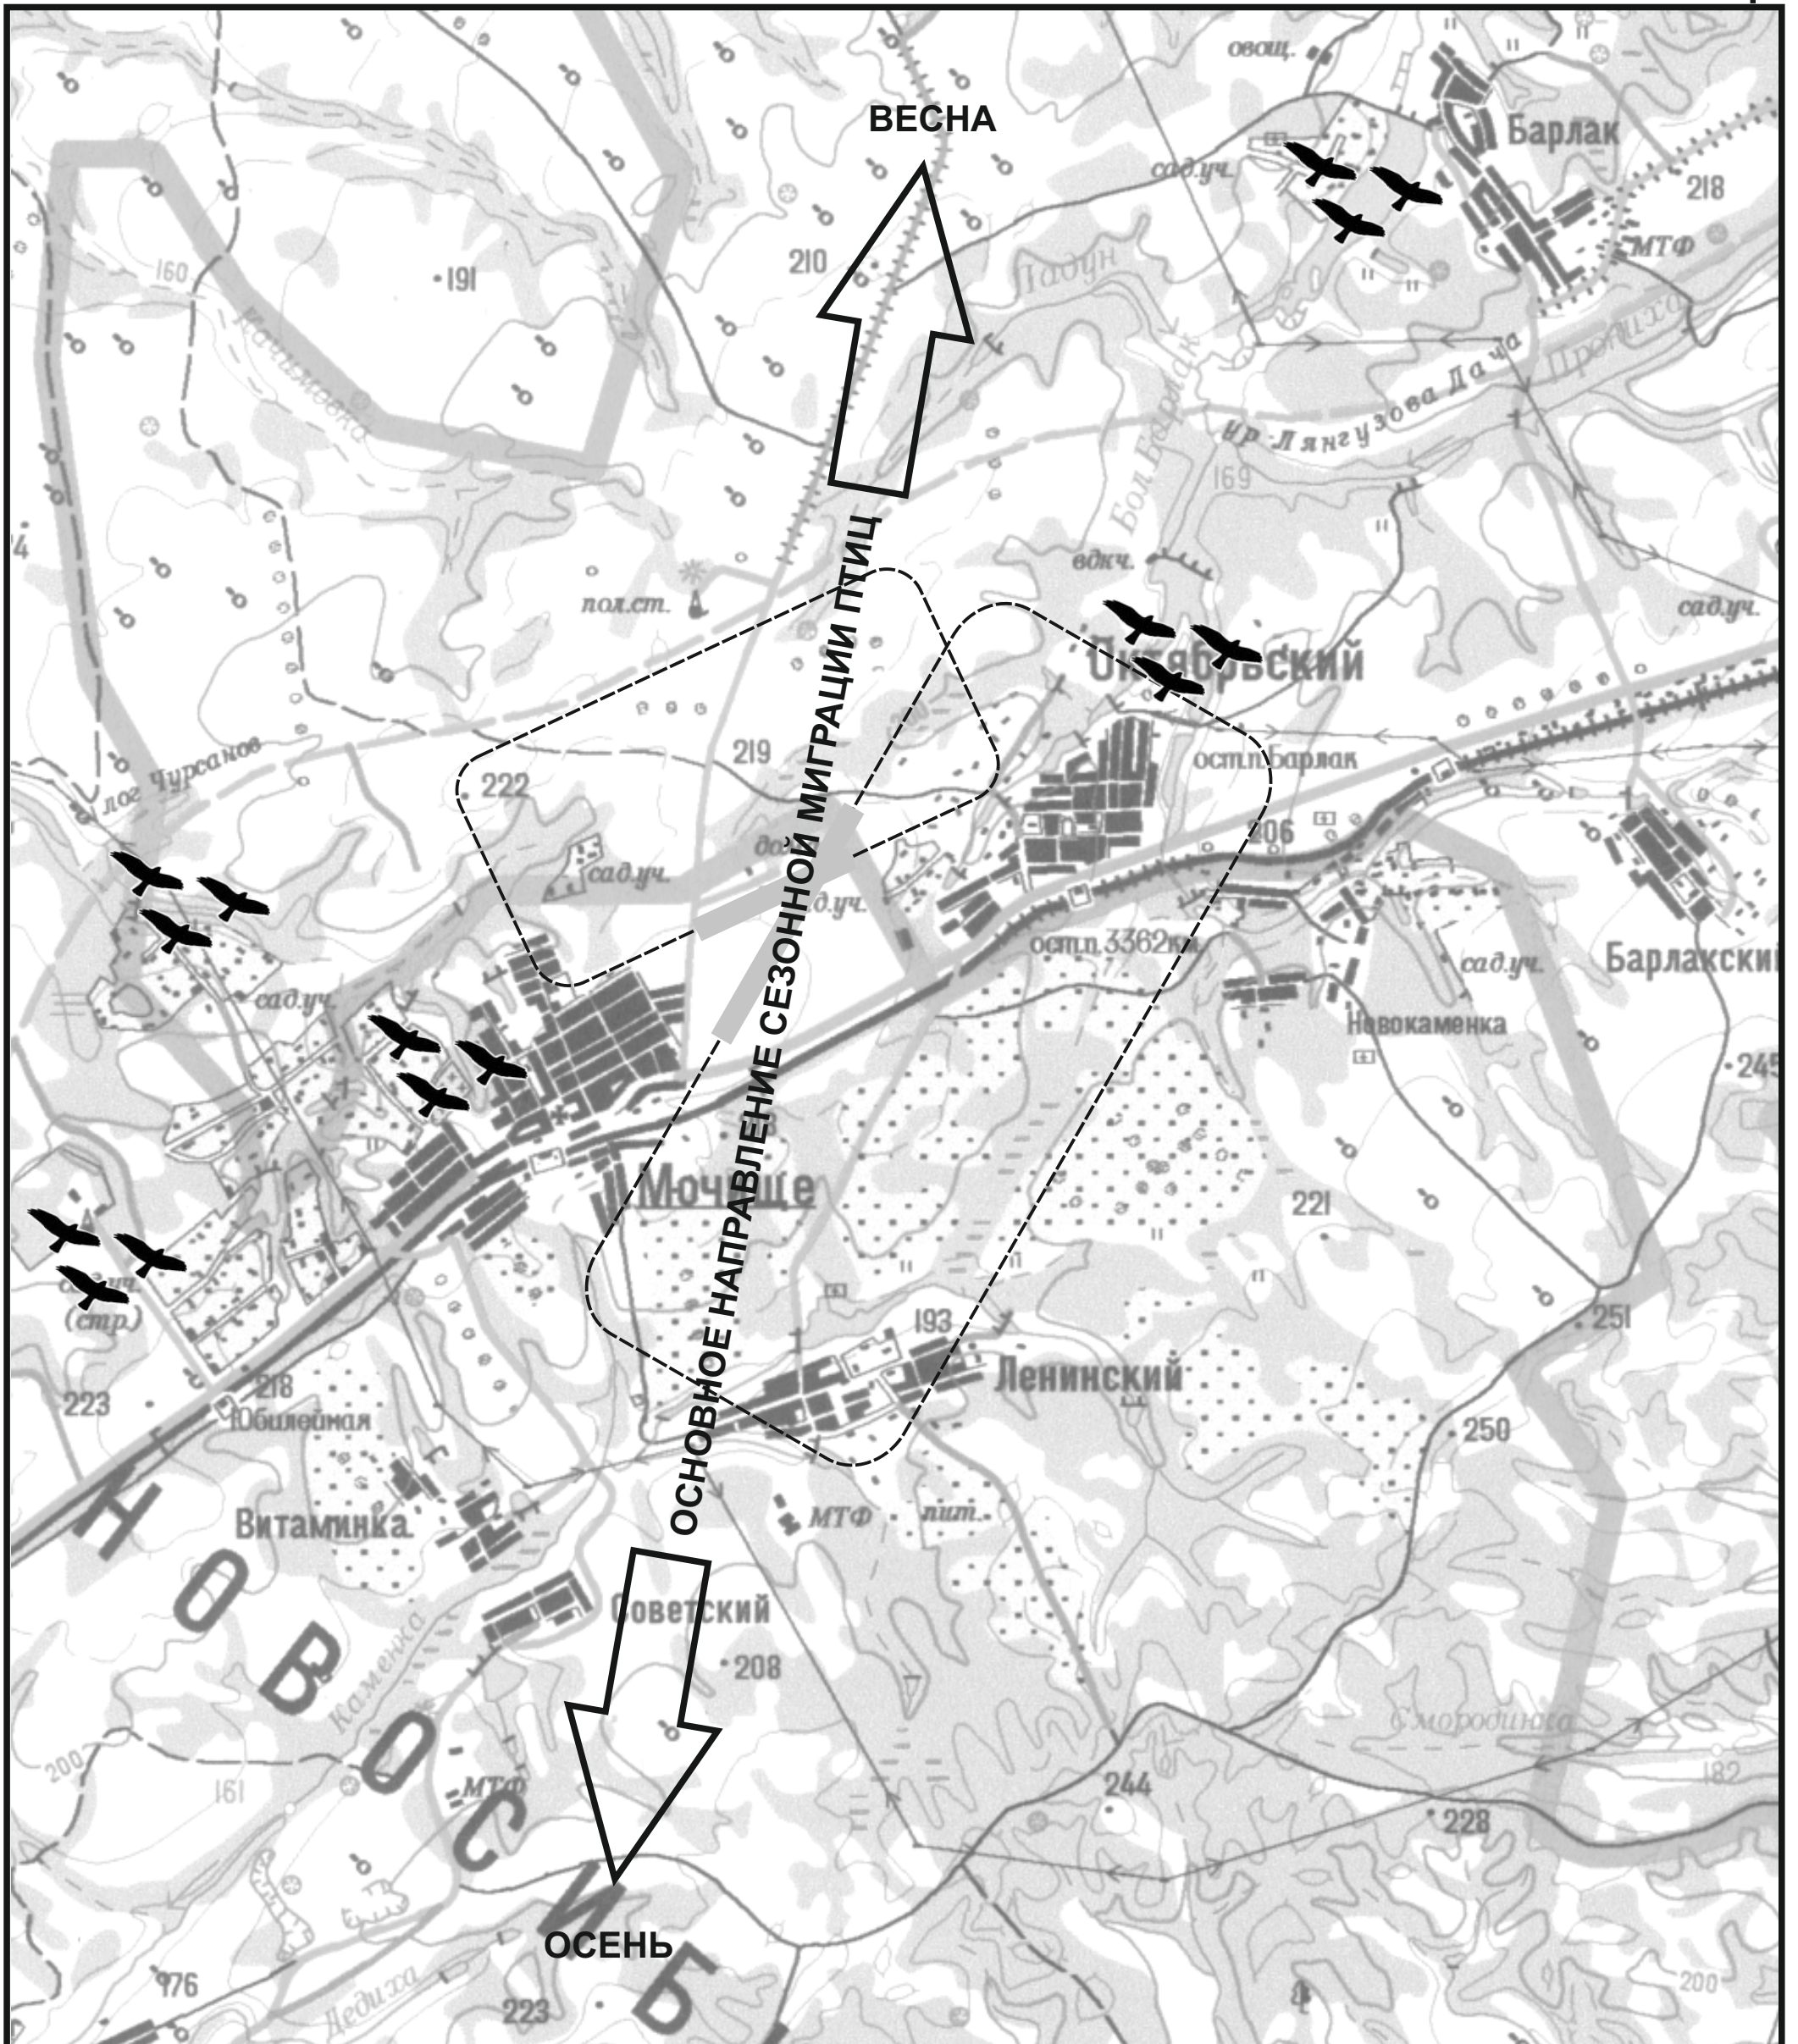 овощ.
Барлак
ВЕСНА
сад.уч.
218
МТФ
210
160
191
Падун
ур. Лянгузова Дача
169
вдкч.
пол.ст.
сад.уч.
Октябрьский
лог Чурсанов
219
222
ост.п. Барлак
206
сад.уч.
ост.п. 3362км
сад.уч.
Барлакский
сад.уч.
Новокаменка
245
ОСНОВНОЕ НАПРАВЛЕНИЕ СЕЗОННОЙ МИГРАЦИИ ПТИЦ
Мочище
221
193
251
(стр.)
Ленинский
218
223
Юбилейная
250
Витаминка
МТФ
пит.
Советский
208
Каменка
Смородинка
200
161
МТФ
244
182
228
НОВОСИБ
ОСЕНЬ
176
223
200